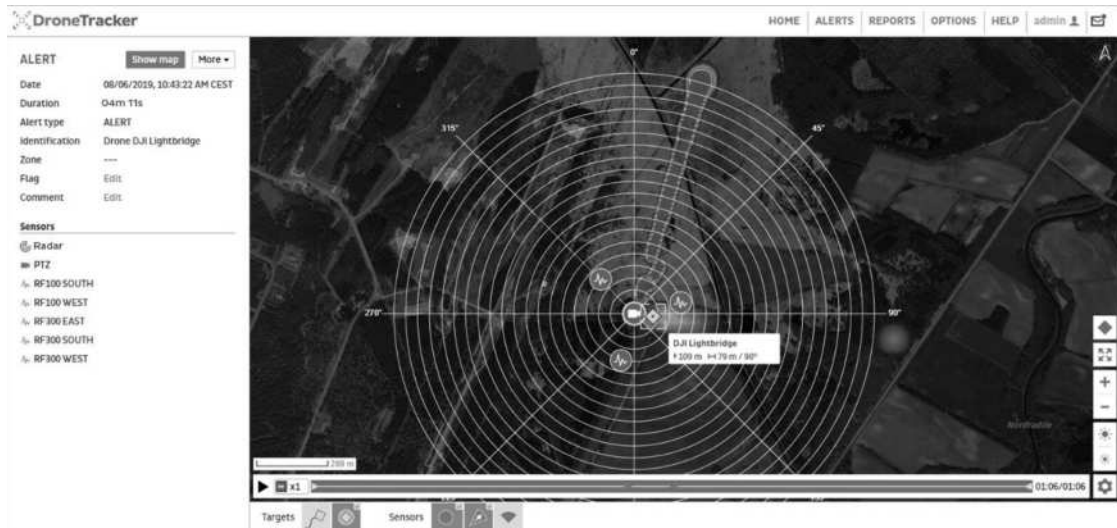 DroneTracker
HOME ALERTS REPORTS OPTIONS HELP admin
ALERT Show map More
Date 08/06/2019, 10:43:22 AM CEST
Duration 04m 11s
Alert type ALERT
Identification Drone DJI Lightbridge
Zone ---
Flag Edit
Comment Edit
Sensors
Radar
PTZ
RF100 SOUTH
RF100 WEST
RF300 EAST
RF300 SOUTH
RF300 WEST
0°
315° 45°
270° 90°
DJI Lightbridge
109 m 79 m / 90°
x1 01:06/01:06
Targets Sensors